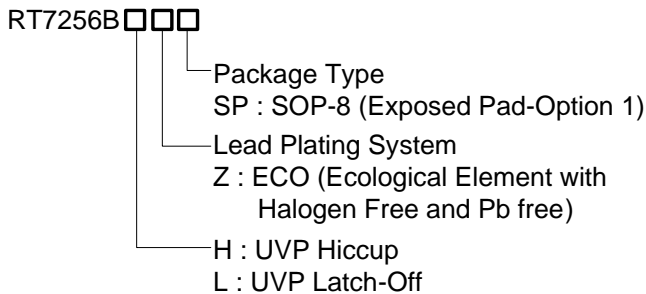 RT7256B
Package Type
SP : SOP-8 (Exposed Pad-Option 1)
Lead Plating System
Z : ECO (Ecological Element with
Halogen Free and Pb free)
H : UVP Hiccup
L : UVP Latch-Off